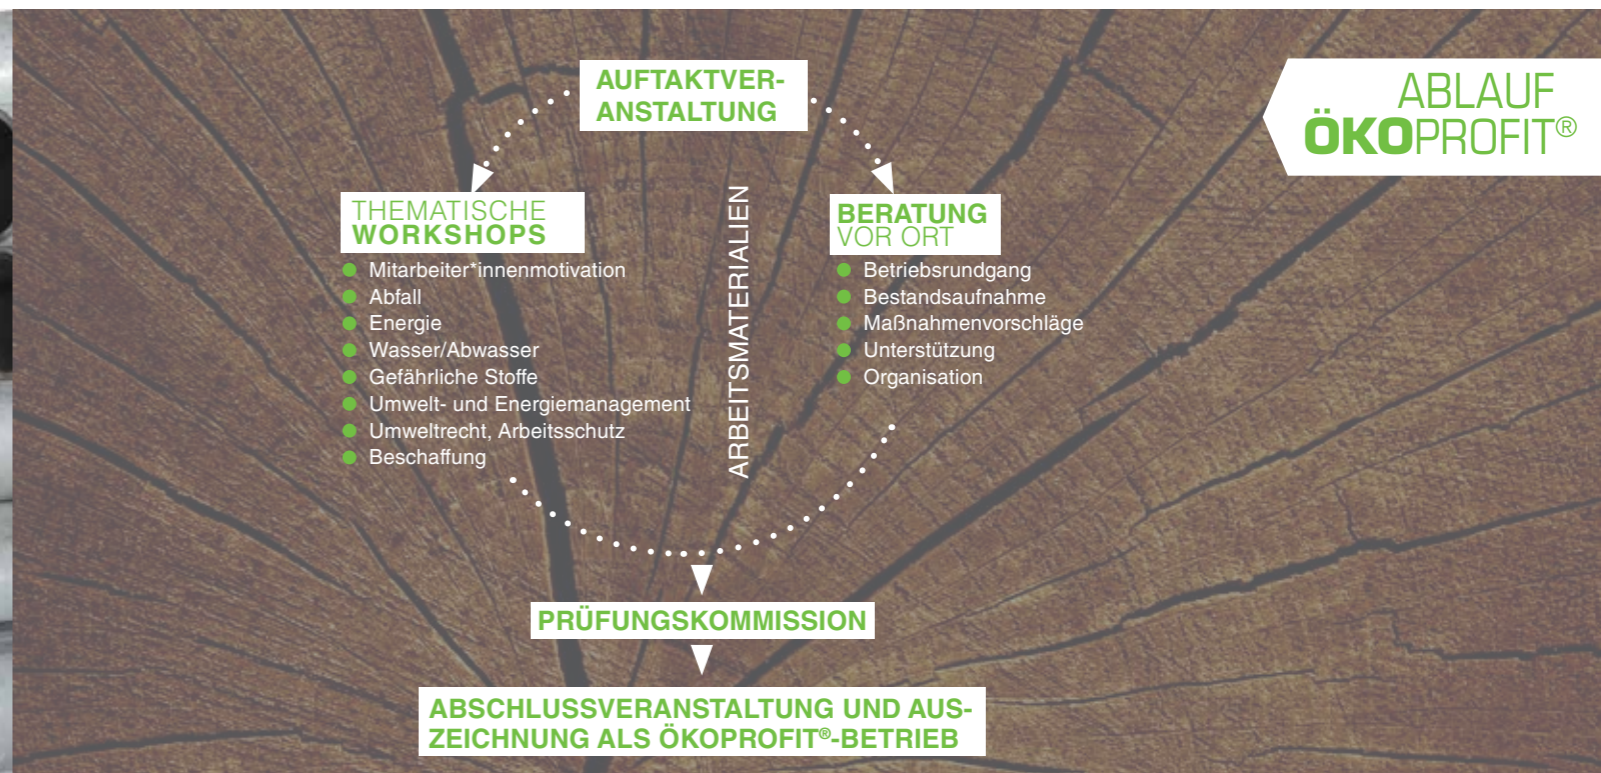 ABLAUF
ÖKOPROFIT®
AUFTAKTVER-
ANSTALTUNG
THEMATISCHE
WORKSHOPS
Mitarbeiter*innenmotivation
Abfall
Energie
Wasser/Abwasser
Gefährliche Stoffe
Umwelt- und Energiemanagement
Umweltrecht, Arbeitsschutz
Beschaffung
ARBEITSMATERIALIEN
BERATUNG
VOR ORT
Betriebsrundgang
Bestandsaufnahme
Maßnahmenvorschläge
Unterstützung
Organisation
PRÜFUNGSKOMMISSION
ABSCHLUSSVERANSTALTUNG UND AUS-
ZEICHNUNG ALS ÖKOPROFIT®-BETRIEB